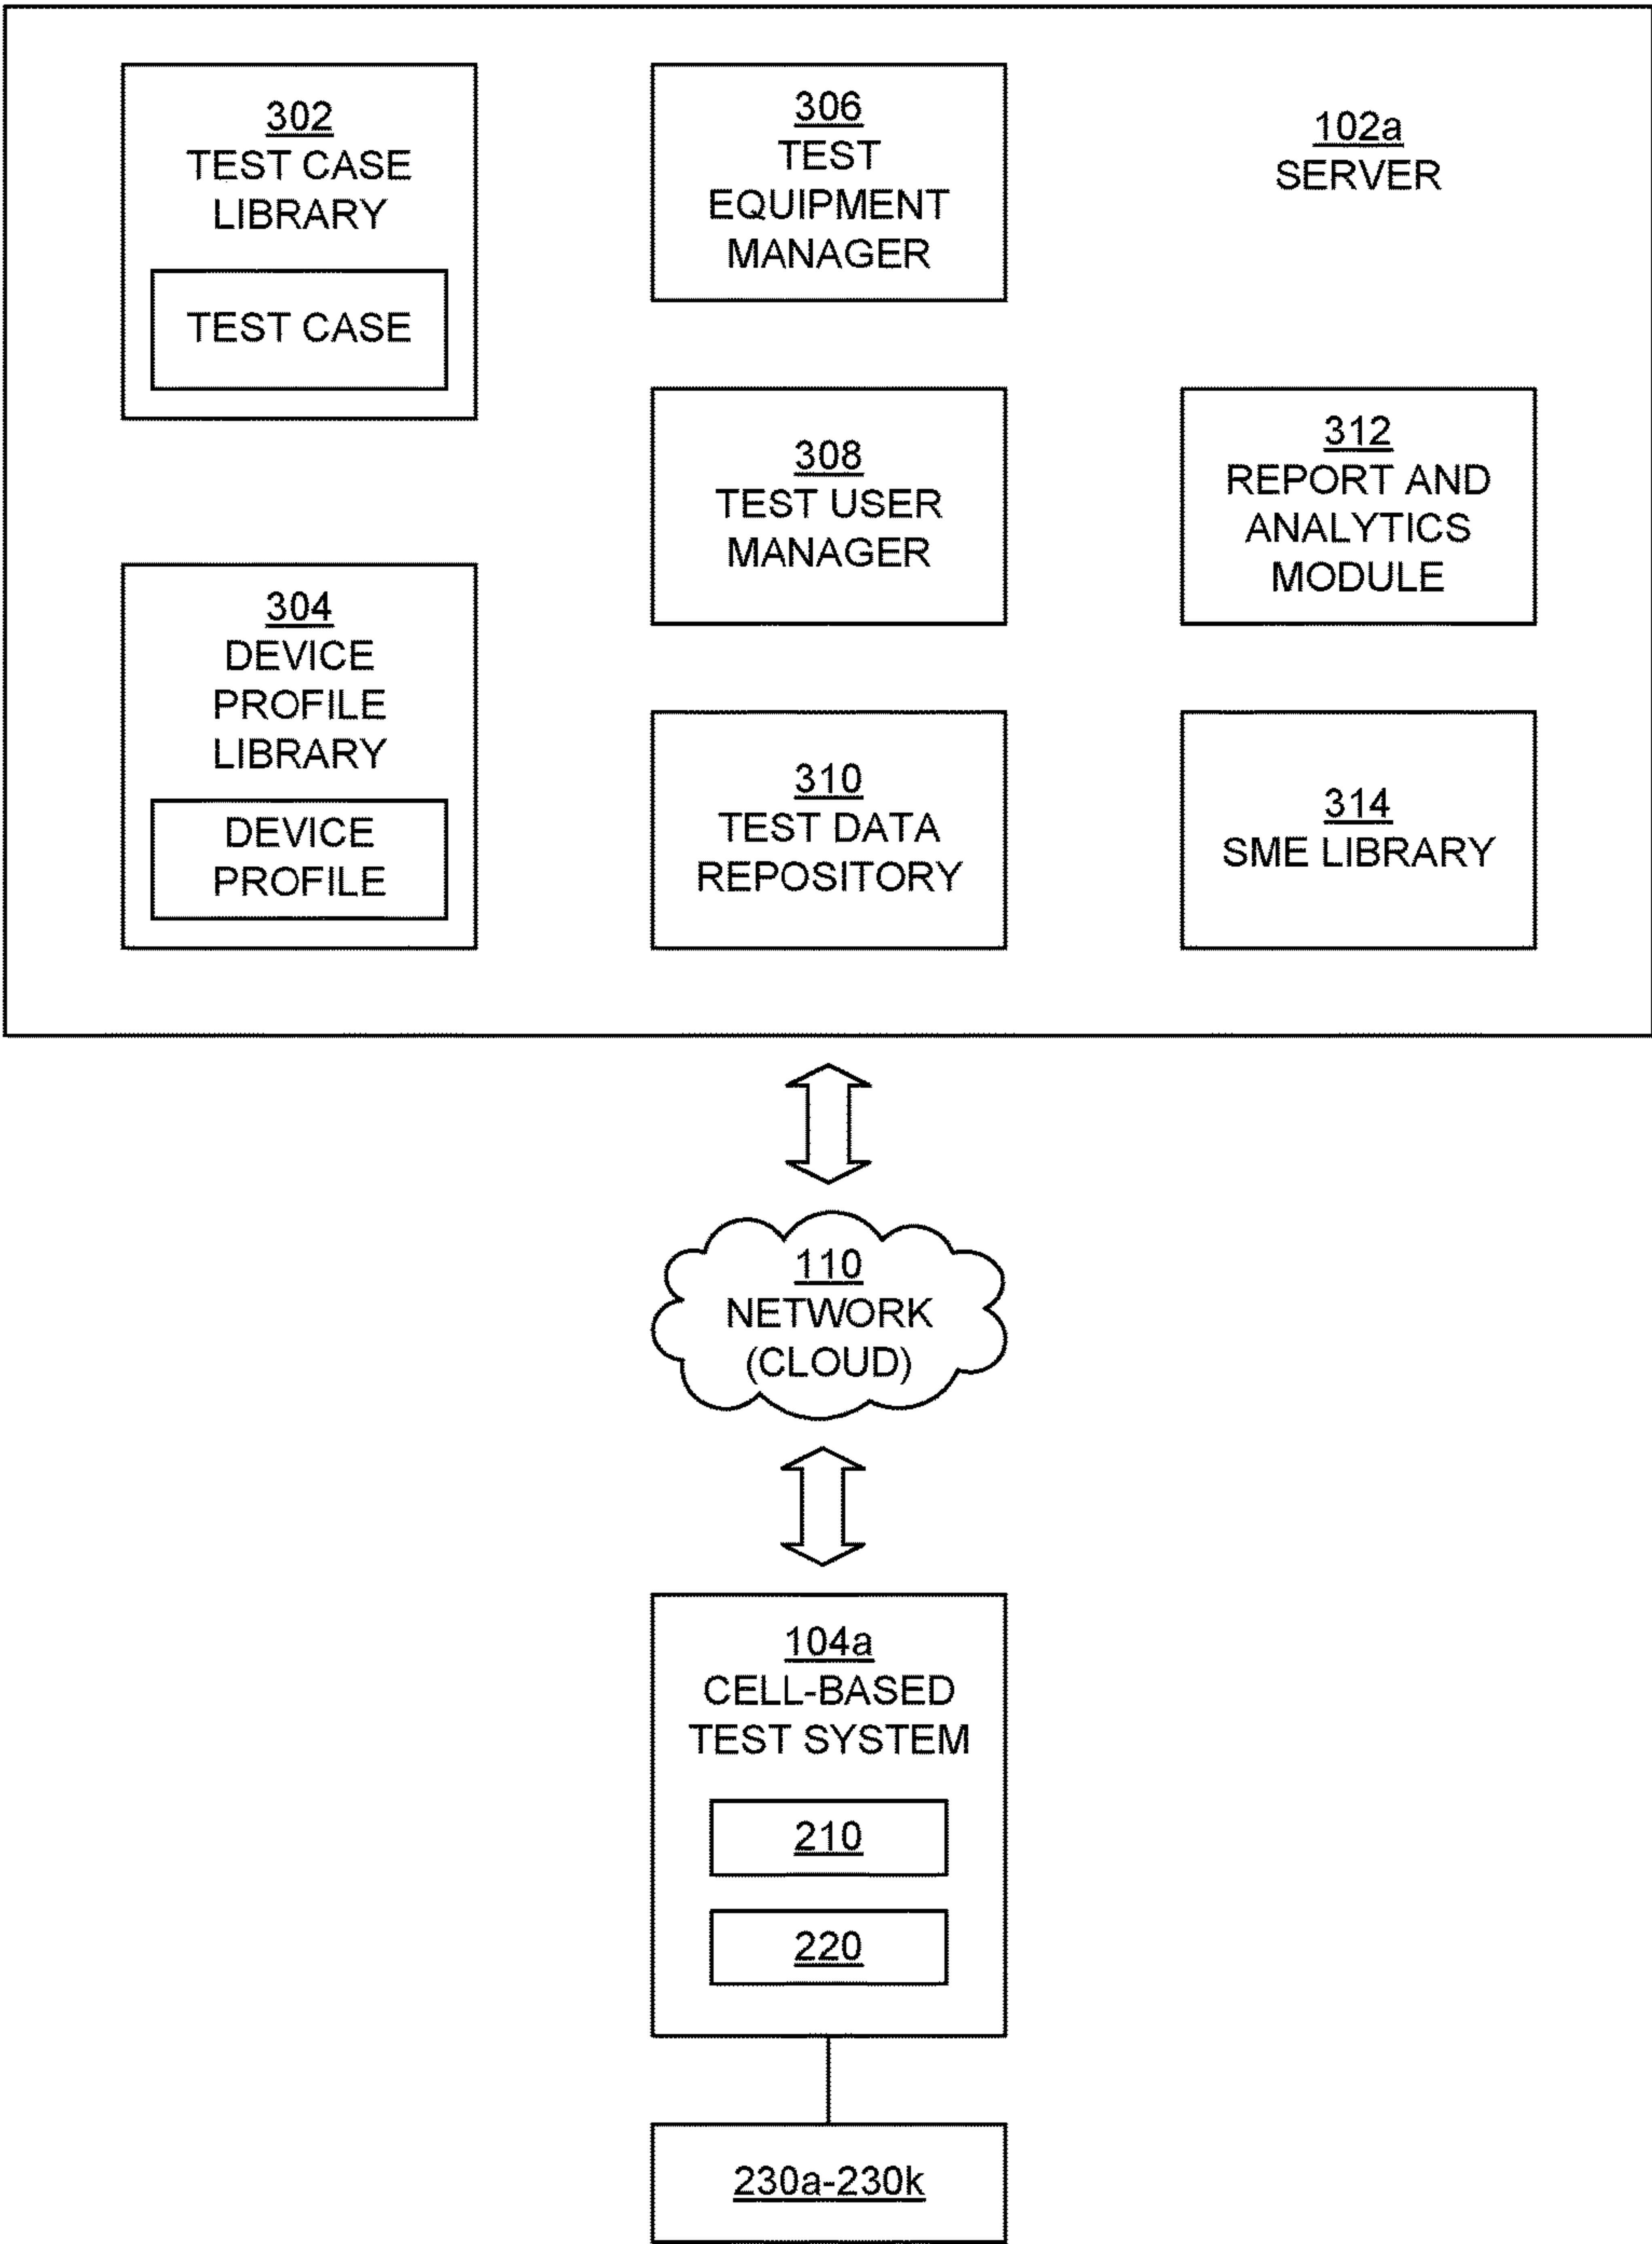 302
TEST CASE
LIBRARY
TEST CASE
304
DEVICE
PROFILE
LIBRARY
DEVICE
PROFILE
306
TEST
EQUIPMENT
MANAGER
308
TEST USER
MANAGER
310
TEST DATA
REPOSITORY
102a
SERVER
312
REPORT AND
ANALYTICS
MODULE
314
SME LIBRARY
110
NETWORK
(CLOUD)
104a
CELL-BASED
TEST SYSTEM
210
220
230a-230k